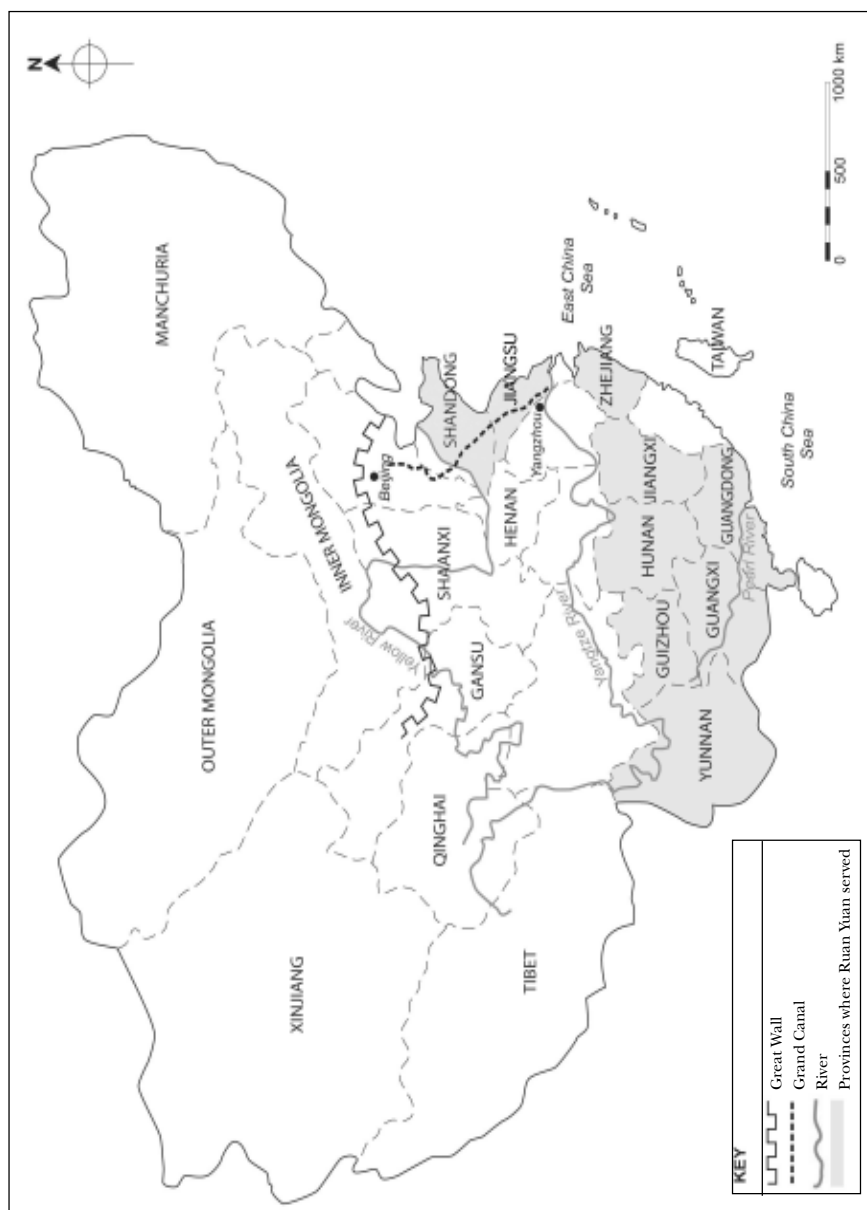 N
MANCHURIA
OUTER MONGOLIA
INNER MONGOLIA
XINJIANG
Beijing
Yellow River
SHANDONG
SHAANXI
GANSU
QINGHAI
JIANGSU
HENAN
Yangzhou
TIBET
East China
Sea
Yangtze River
ZHEJIANG
JIANGXI
HUNAN
GUIZHOU
TAIWAN
GUANGDONG
GUANGXI
YUNNAN
Pearl River
South China
Sea
0
500
1000 km
KEY
Great Wall
Grand Canal
River
Provinces where Ruan Yuan served